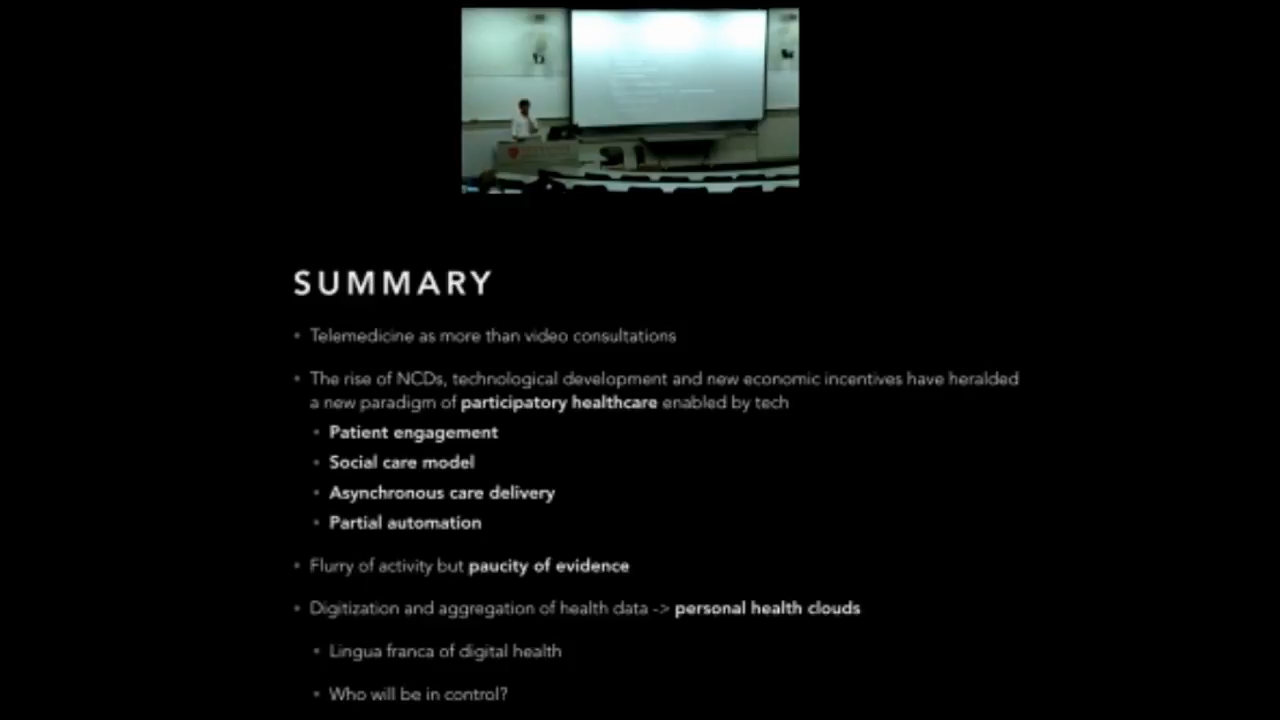 SUMMARY
• Telemedicine as more than video consultations
• The rise of NCDs, technological development and new economic incentives have heralded
a new paradigm of participatory healthcare enabled by tech
• Patient engagement
• Social care model
• Asynchronous care delivery
• Partial automation
• Flurry of activity but paucity of evidence
• Digitization and aggregation of health data -> personal health clouds
• Lingua franca of digital health
• Who will be in control?